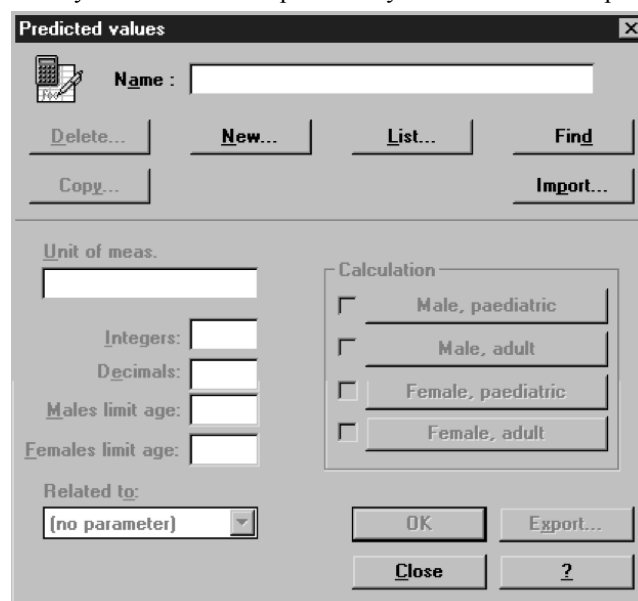 Predicted values
Name :
Delete... New... List... Find
Copy... Import...
Unit of meas.
Calculation
Male, paediatric
Integers:
Male, adult
Decimals:
Female, paediatric
Males limit age:
Female, adult
Females limit age:
Related to:
(no parameter) OK Export...
Close ?